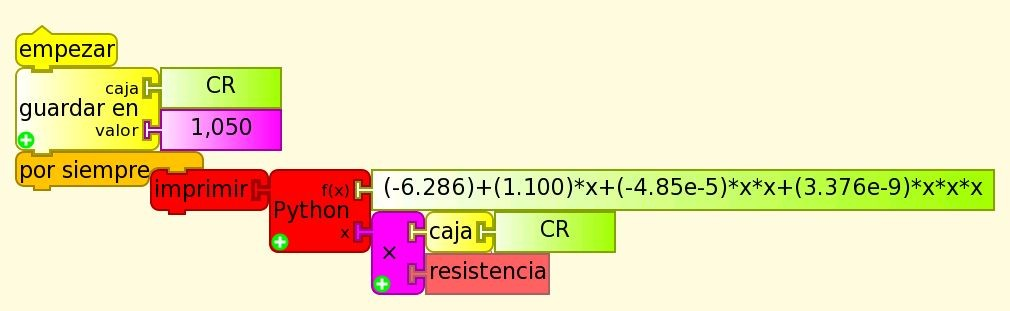 empezar
caja CR
guardar en
valor 1,050
por siempre
imprimir
f(x) (-6.286)+(1.100)*x+(-4.85e-5)*x*x+(3.376e-9)*x*x*x
Python
x
caja CR
×
resistencia